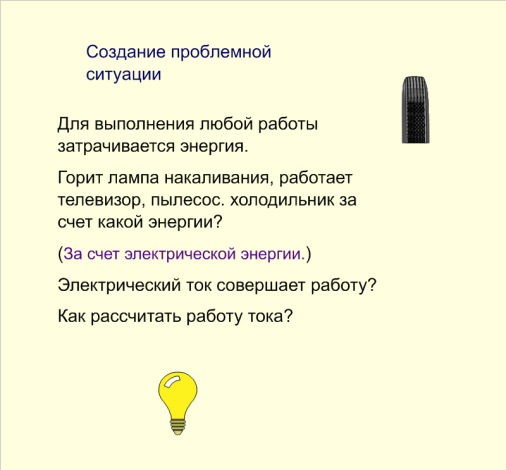 Создание проблемной
ситуации
Для выполнения любой работы
затрачивается энергия.
Горит лампа накаливания, работает
телевизор, пылесос. холодильник за
счет какой энергии?
(За счет электрической энергии.)
Электрический ток совершает работу?
Как рассчитать работу тока?